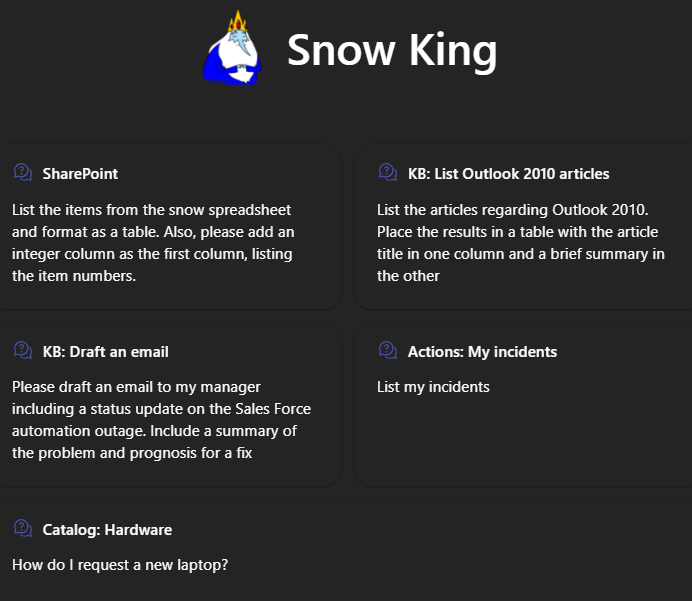 Snow King
SharePoint
List the items from the snow spreadsheet
and format as a table. Also, please add an
integer column as the first column, listing
the item numbers.
KB: List Outlook 2010 articles
List the articles regarding Outlook 2010.
Place the results in a table with the article
title in one column and a brief summary in
the other
KB: Draft an email
Please draft an email to my manager
including a status update on the Sales Force
automation outage. Include a summary of
the problem and prognosis for a fix
Actions: My incidents
List my incidents
Catalog: Hardware
How do I request a new laptop?